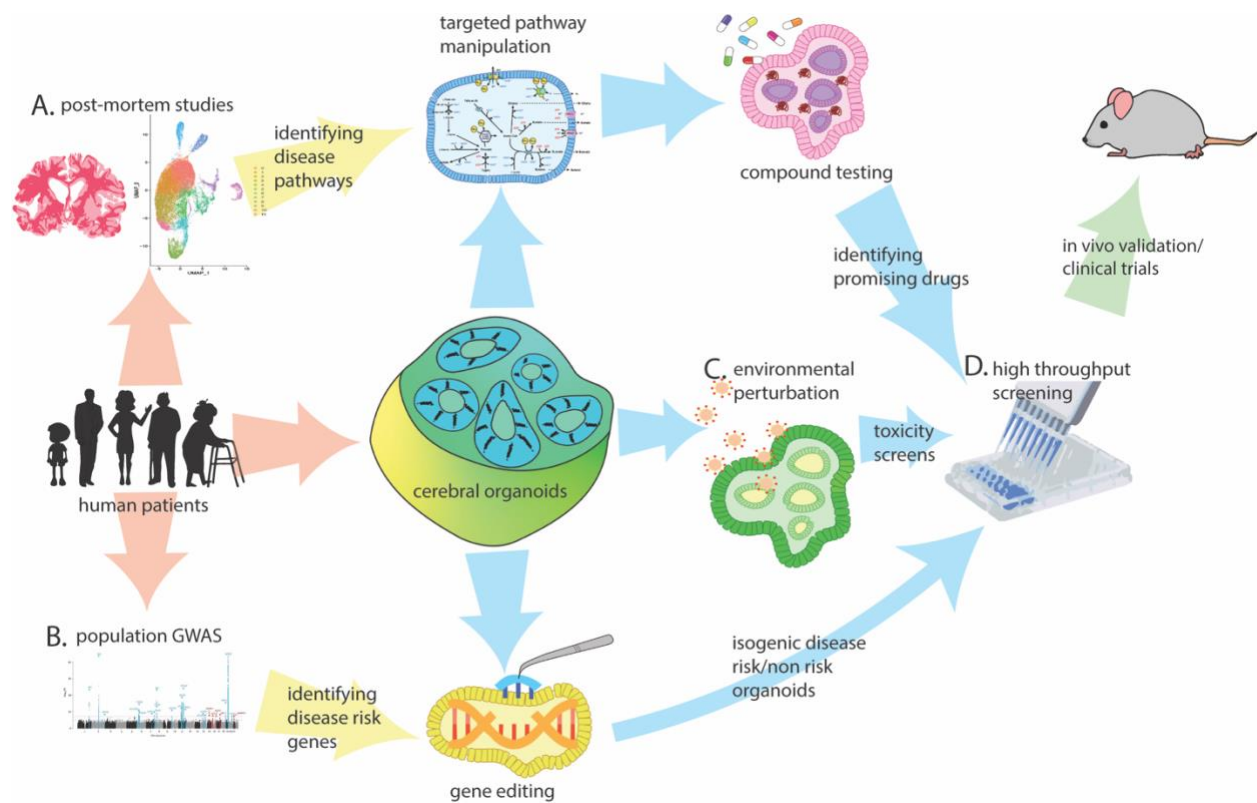 targeted pathway
manipulation
A. post-mortem studies
identifying
disease
pathways
UMAP_1
compound testing
identifying
promising drugs
in vivo validation/
clinical trials
human patients
cerebral organoids
C. environmental
perturbation
toxicity
screens
D. high throughput
screening
B. population GWAS
identifying
disease risk
genes
gene editing
isogenic disease
risk/non risk
organoids